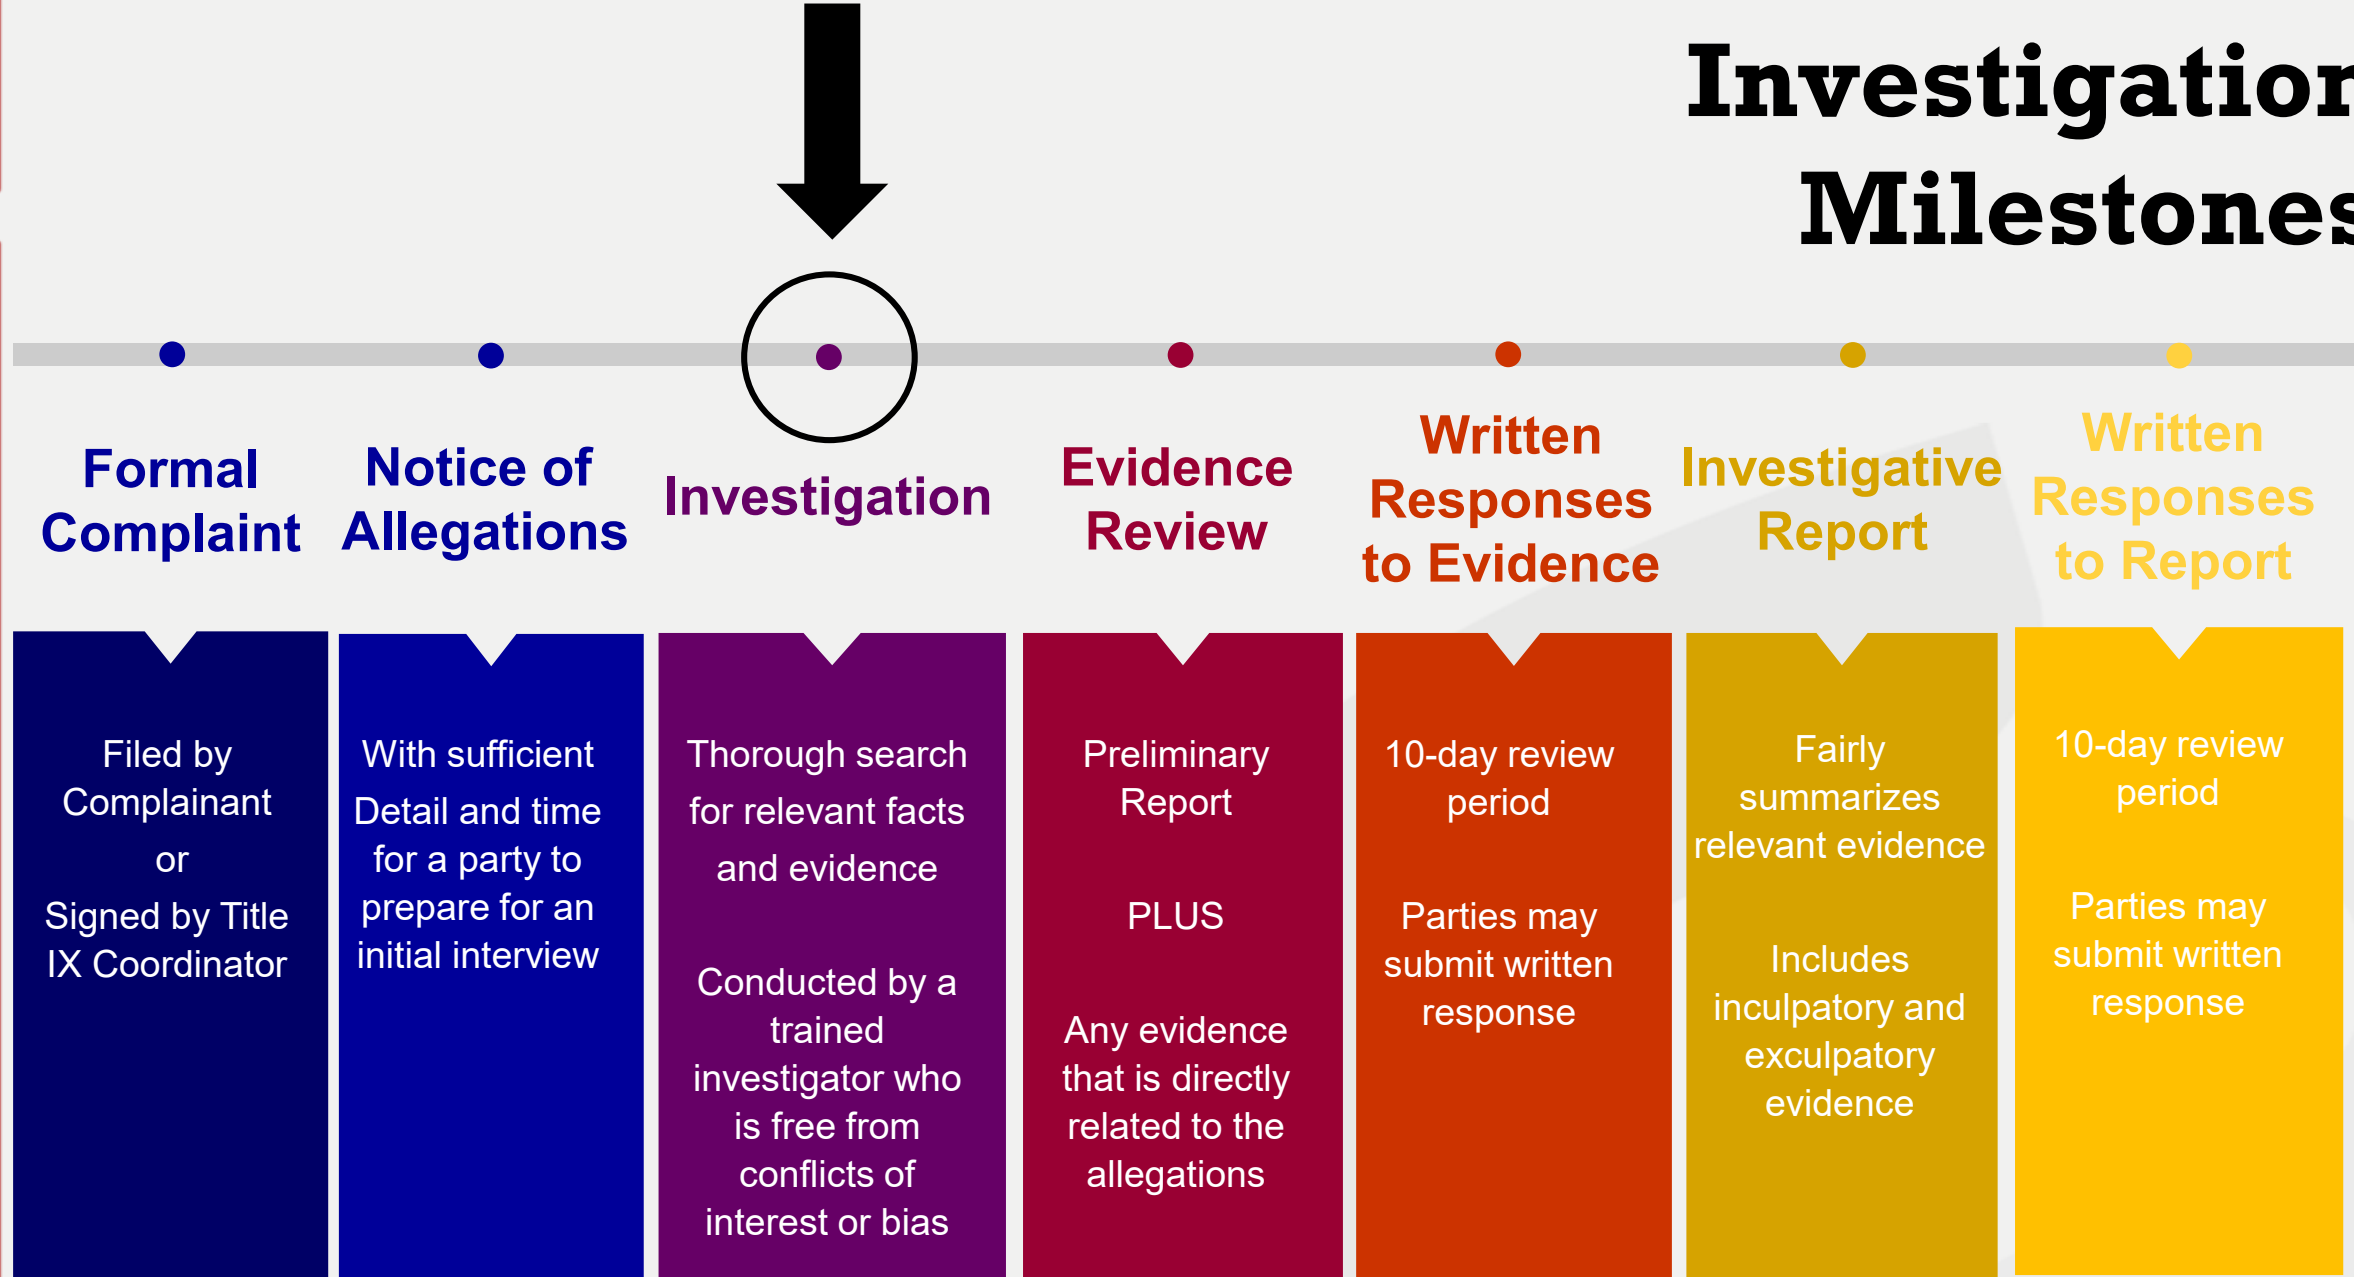 Investigation
Milestones
Formal
Complaint
Notice of
Allegations
Investigation
Evidence
Review
Written
Responses
to Evidence
Investigative
Report
Written
Responses
to Report
Filed by
Complainant
or
Signed by Title
IX Coordinator
With sufficient
Detail and time
for a party to
prepare for an
initial interview
Thorough search
for relevant facts
and evidence
Conducted by a
trained
investigator who
is free from
conflicts of
interest or bias
Preliminary
Report
PLUS
Any evidence
that is directly
related to the
allegations
10-day review
period
Parties may
submit written
response
Fairly
summarizes
relevant evidence
Includes
inculpatory and
exculpatory
evidence
10-day review
period
Parties may
submit written
response